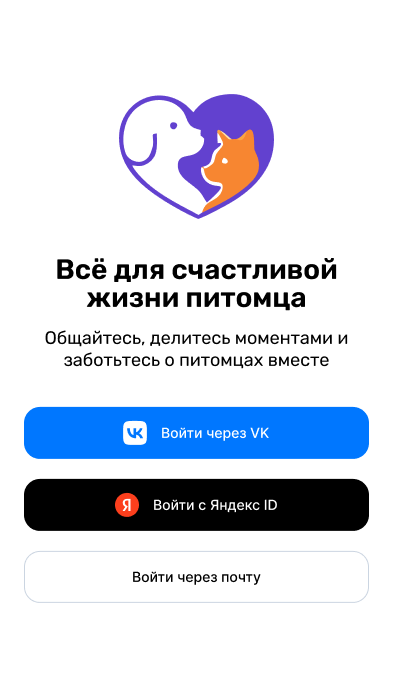 Всё для счастливой
жизни питомца
Общайтесь, делитесь моментами и
заботьтесь о питомцах вместе
Войти через VK
Я Войти с Яндекс ID
Войти через почту